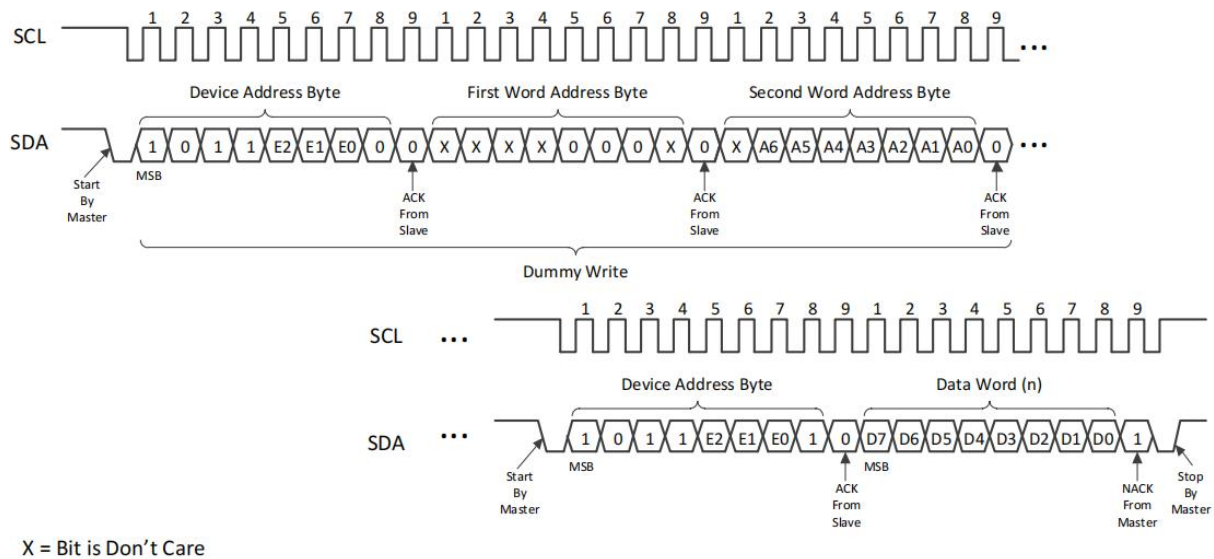 1 2 3 4 5 6 7 8 9 1 2 3 4 5 6 7 8 9 1 2 3 4 5 6 7 8 9
SCL •••
Device Address Byte First Word Address Byte Second Word Address Byte
SDA 1 0 1 1 E2 E1 E0 0 0 X X X X 0 0 0 X 0 X A6 A5 A4 A3 A2 A1 A0 0 •••
MSB
Start By Master
ACK From Slave
ACK From Slave
ACK From Slave
Dummy Write
1 2 3 4 5 6 7 8 9 1 2 3 4 5 6 7 8 9
SCL •••
Device Address Byte Data Word (n)
SDA ••• 1 0 1 1 E2 E1 E0 1 0 D7 D6 D5 D4 D3 D2 D1 D0 1
MSB MSB
Start By Master
ACK From Slave
NACK From Master
Stop By Master
X = Bit is Don't Care